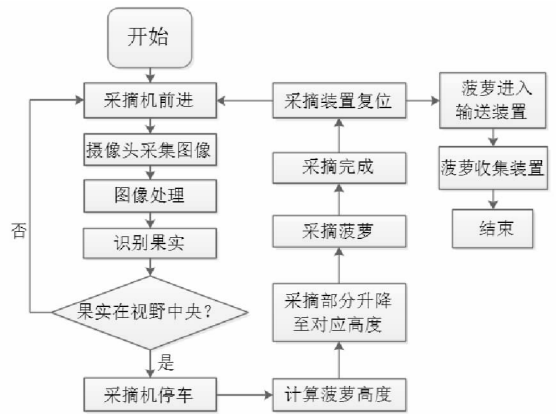 开始
采摘机前进
摄像头采集图像
图像处理
识别果实
果实在视野中央？
否
是
采摘机停车
计算菠萝高度
采摘部分升降
至对应高度
采摘菠萝
采摘完成
采摘装置复位
菠萝进入
输送装置
菠萝收集装置
结束